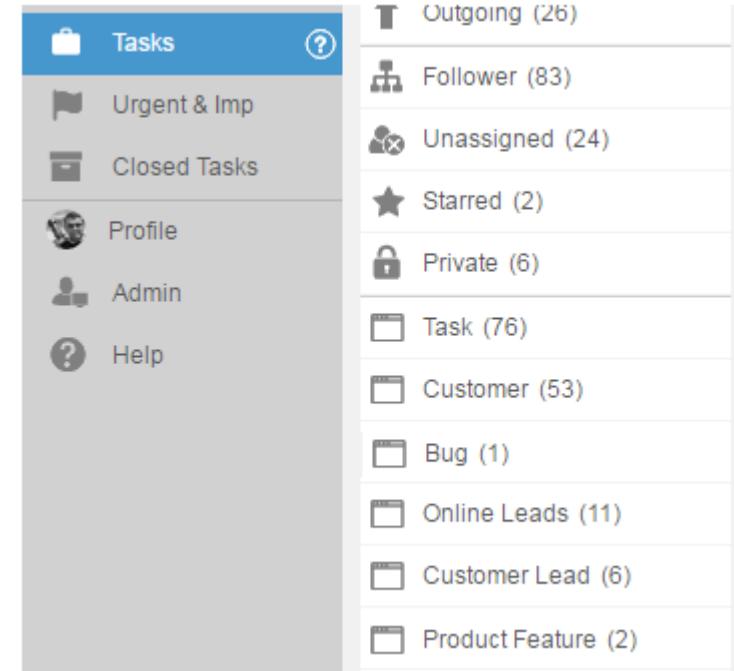 Tasks
Urgent & Imp
Closed Tasks
Profile
Admin
Help
Outgoing (26)
Follower (83)
Unassigned (24)
Starred (2)
Private (6)
Task (76)
Customer (53)
Bug (1)
Online Leads (11)
Customer Lead (6)
Product Feature (2)